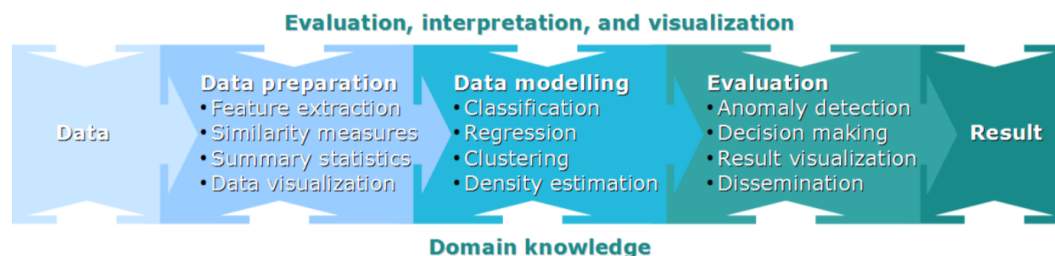 Evaluation, interpretation, and visualization
Data
Data preparation
• Feature extraction
• Similarity measures
• Summary statistics
• Data visualization
Data modelling
• Classification
• Regression
• Clustering
• Density estimation
Evaluation
• Anomaly detection
• Decision making
• Result visualization
• Dissemination
Result
Domain knowledge